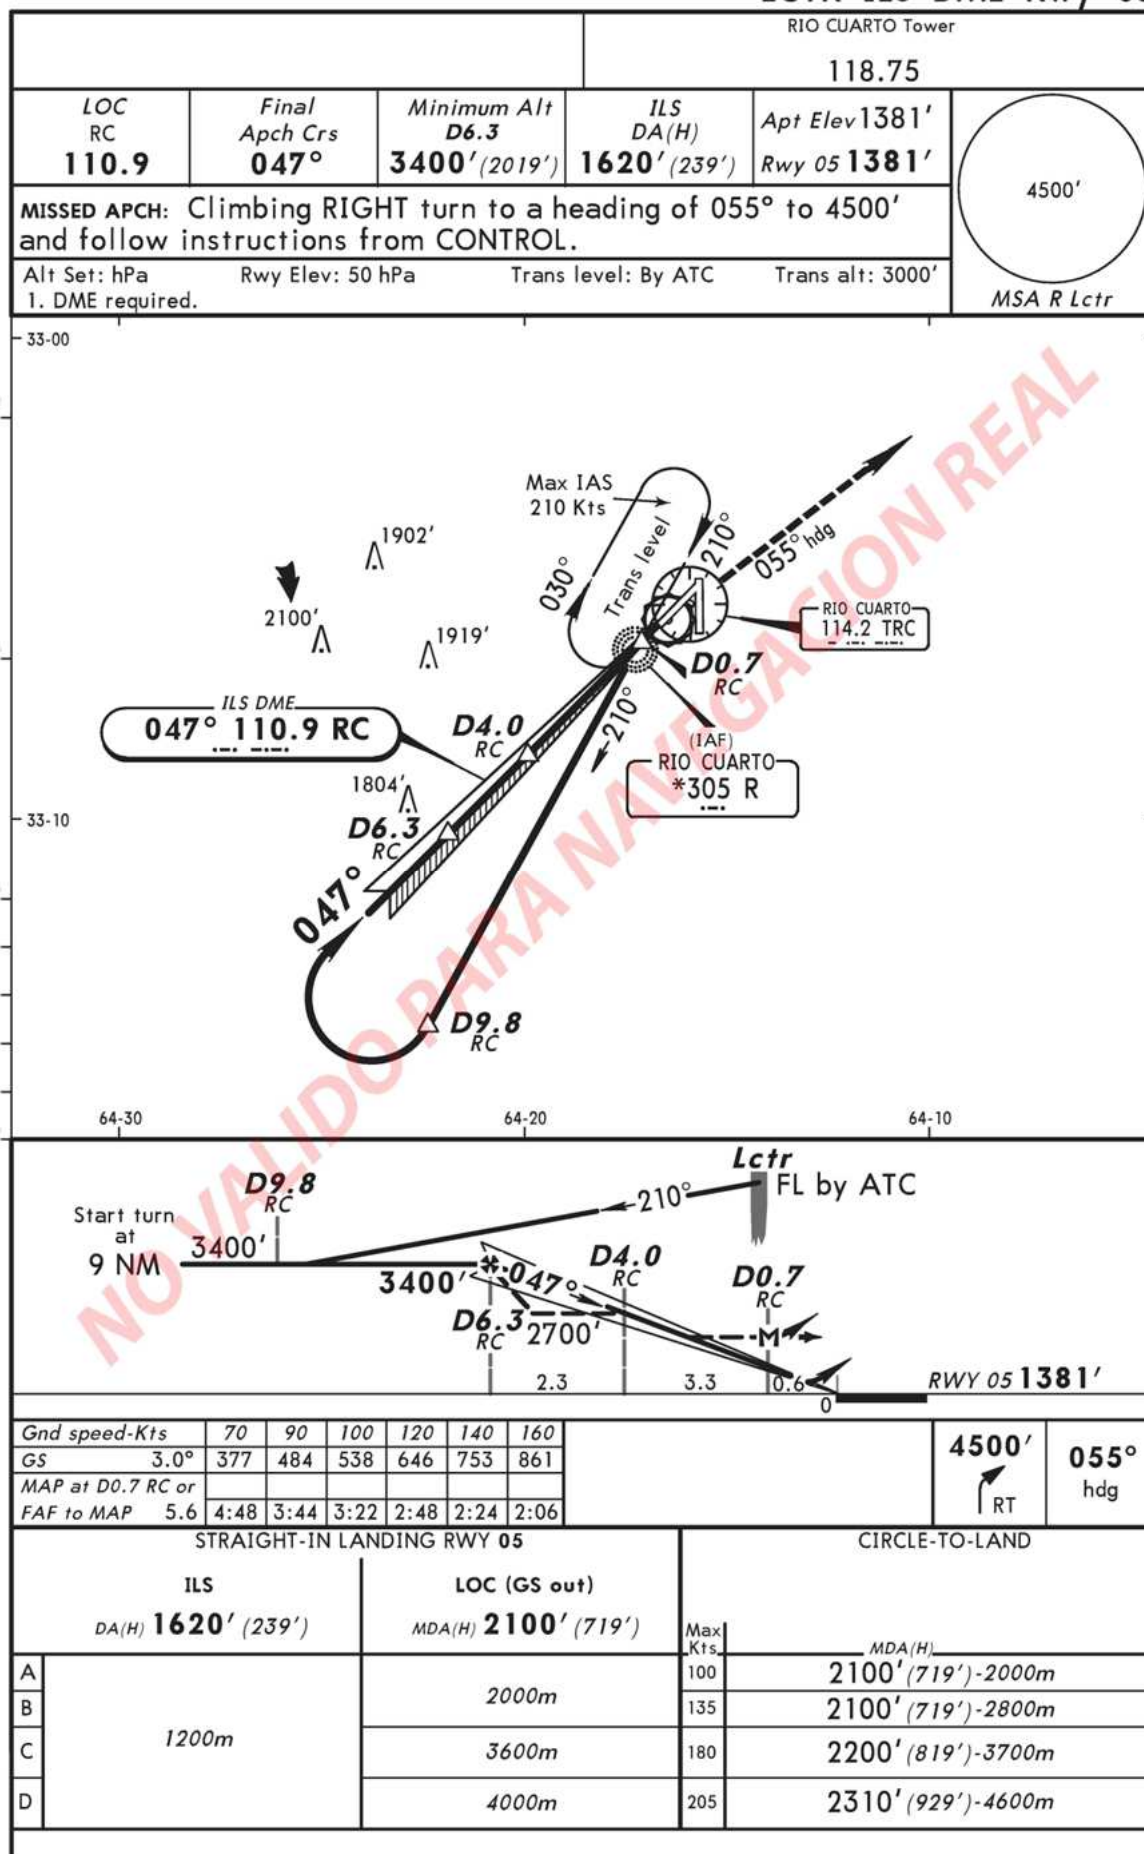 RIO CUARTO Tower
118.75
LOC
RC
110.9
Final
Apch Crs
047°
Minimum Alt
D6.3
3400' (2019')
ILS
DA(H)
1620' (239')
Apt Elev 1381'
Rwy 05 1381'
4500'
MSA R Lctr
MISSED APCH: Climbing RIGHT turn to a heading of 055° to 4500'
and follow instructions from CONTROL.
Alt Set: hPa Rwy Elev: 50 hPa Trans level: By ATC Trans alt: 3000'
1. DME required.
33-00
Max IAS
210 Kts
1902'
2100'
1919'
030°
Trans level
210°
055° hdg
RIO CUARTO
114.2 TRC
D0.7
RC
ILS DME
047° 110.9 RC
D4.0
RC
210°
(IAF)
RIO CUARTO
*305 R
1804'
33-10
D6.3
RC
047°
D9.8
RC
64-30
64-20
64-10
NO VALIDO PARA NAVEGACION REAL
Lctr
FL by ATC
D9.8
RC
210°
Start turn
at
9 NM
3400'
3400'
047°
D4.0
RC
D0.7
RC
D6.3
RC
2700'
M
2.3
3.3
0.6
0
RWY 05 1381'
Gnd speed-Kts 70 90 100 120 140 160
GS 3.0° 377 484 538 646 753 861
MAP at D0.7 RC or
FAF to MAP 5.6 4:48 3:44 3:22 2:48 2:24 2:06
4500'
RT
055°
hdg
STRAIGHT-IN LANDING RWY 05
CIRCLE-TO-LAND
ILS
DA(H) 1620' (239')
LOC (GS out)
MDA(H) 2100' (719')
Max
Kts
MDA(H)
A
B
C
D
1200m
2000m
3600m
4000m
100 2100' (719')-2000m
135 2100' (719')-2800m
180 2200' (819')-3700m
205 2310' (929')-4600m